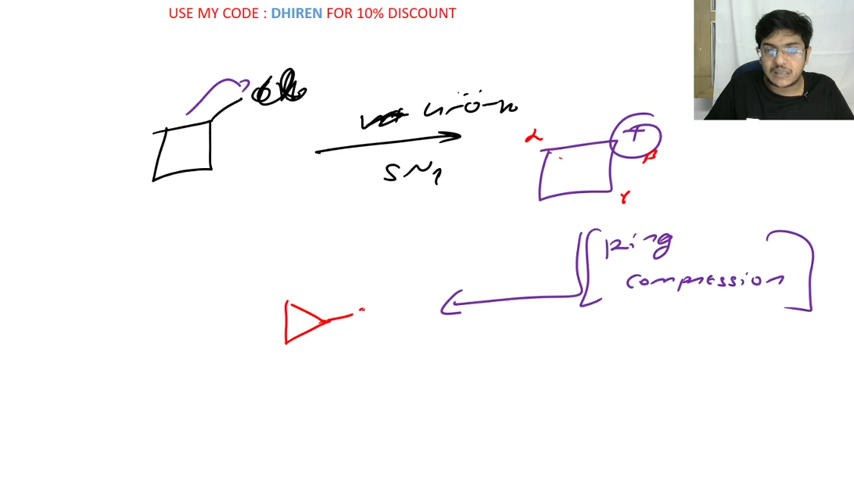 USE MY CODE : DHIREN FOR 10% DISCOUNT
H-Ö-H
SN1
α
+
β
γ
Ring
compression